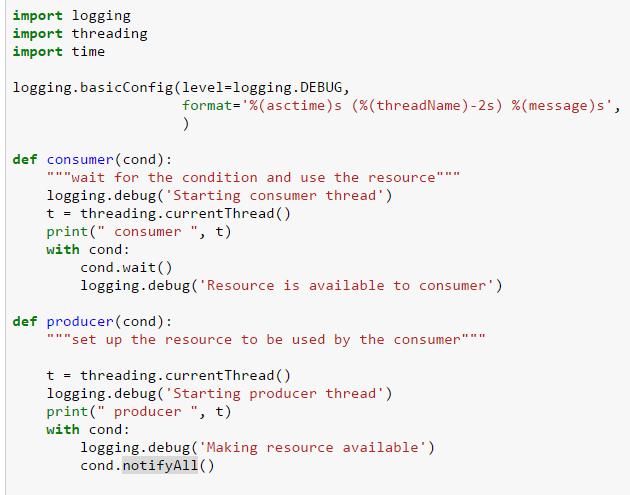 import logging
import threading
import time
logging.basicConfig(level=logging.DEBUG,
                    format='%(asctime)s (%(threadName)-2s) %(message)s',
                    )
def consumer(cond):
    """wait for the condition and use the resource"""
    logging.debug('Starting consumer thread')
    t = threading.currentThread()
    print(" consumer ", t)
    with cond:
        cond.wait()
        logging.debug('Resource is available to consumer')
def producer(cond):
    """set up the resource to be used by the consumer"""
    t = threading.currentThread()
    logging.debug('Starting producer thread')
    print(" producer ", t)
    with cond:
        logging.debug('Making resource available')
        cond.notifyAll()